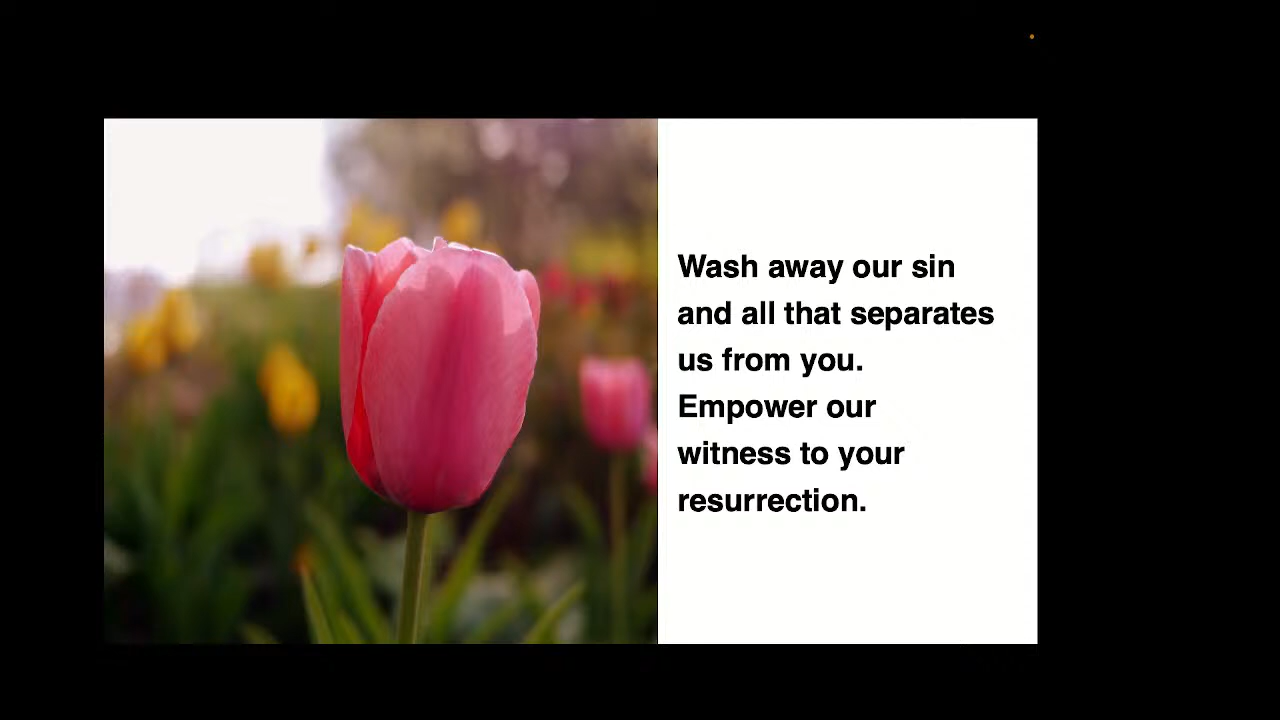 Wash away our sin
and all that separates
us from you.
Empower our
witness to your
resurrection.